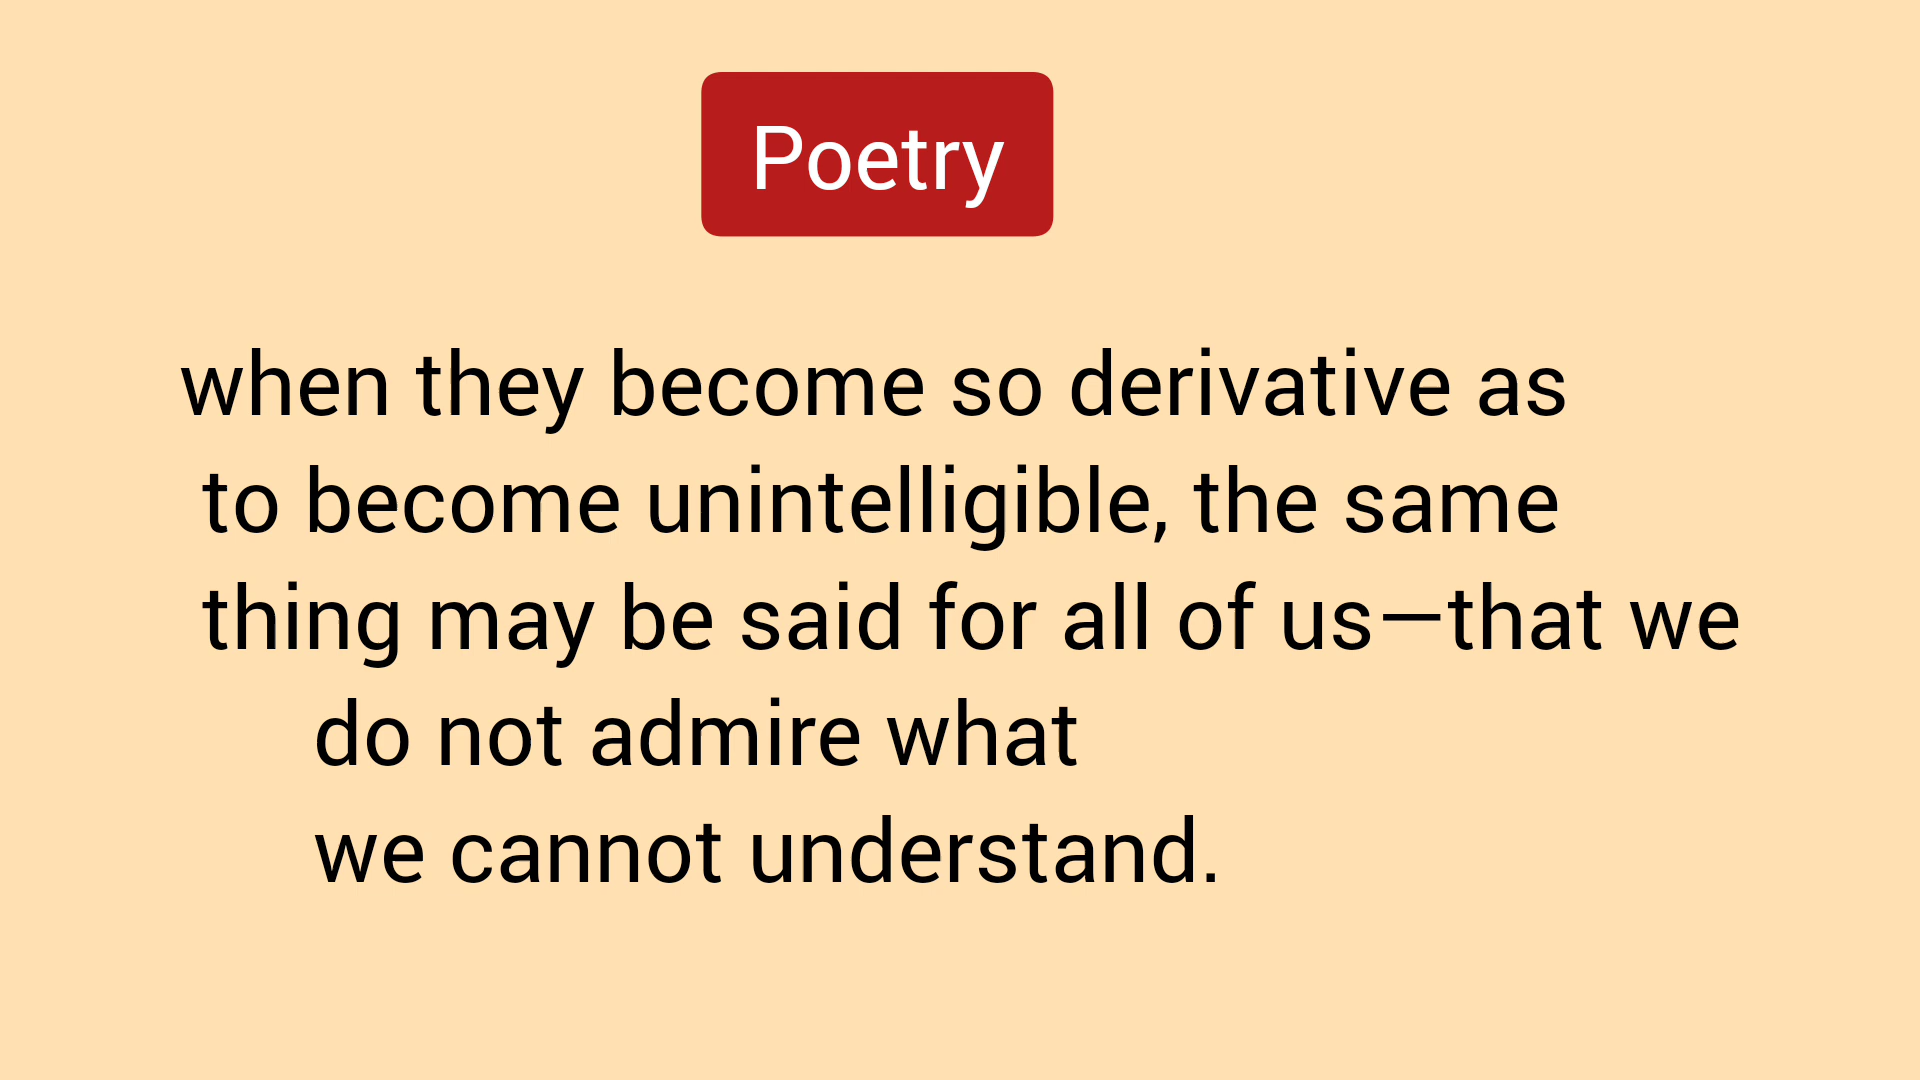 Poetry
when they become so derivative as
to become unintelligible, the same
thing may be said for all of us—that we
do not admire what
we cannot understand.